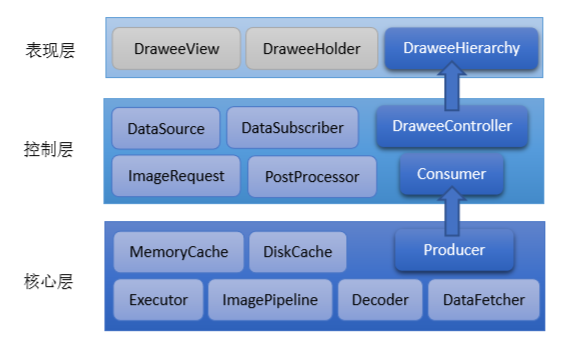 表现层
DraweeView
DraweeHolder
DraweeHierarchy
控制层
DataSource
DataSubscriber
DraweeController
ImageRequest
PostProcessor
Consumer
核心层
MemoryCache
DiskCache
Producer
Executor
ImagePipeline
Decoder
DataFetcher